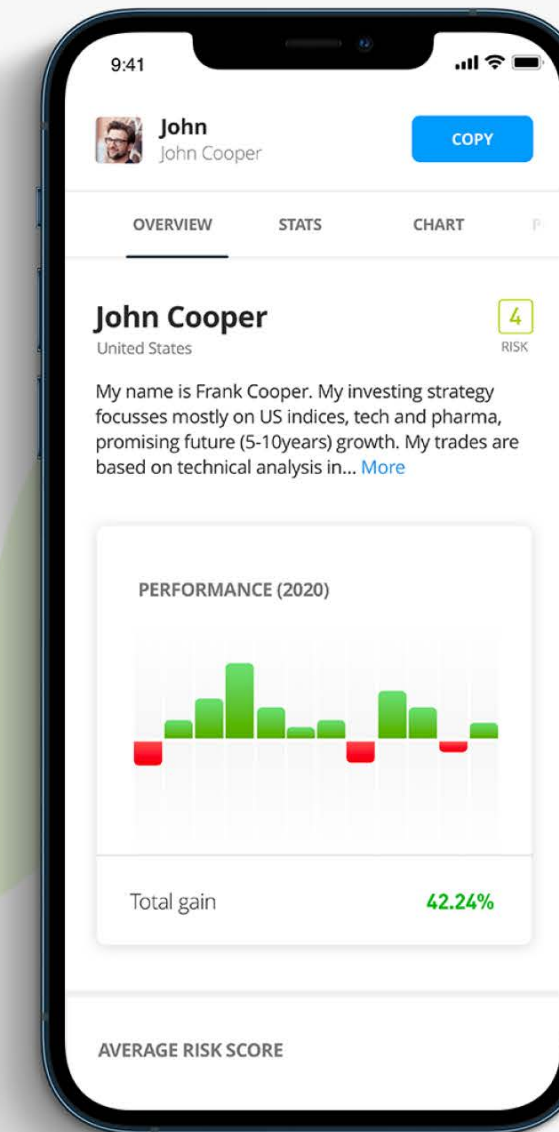 9:41
John
John Cooper
COPY
OVERVIEW STATS CHART P
John Cooper
4
United States
RISK
My name is Frank Cooper. My investing strategy
focusses mostly on US indices, tech and pharma,
promising future (5-10years) growth. My trades are
based on technical analysis in... More
PERFORMANCE (2020)
Total gain 42.24%
AVERAGE RISK SCORE